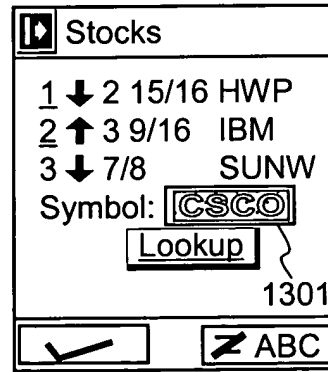 Stocks
1 2 15/16 HWP
2 3 9/16 IBM
3 7/8 SUNW
Symbol: CSCO
Lookup
1301
ABC